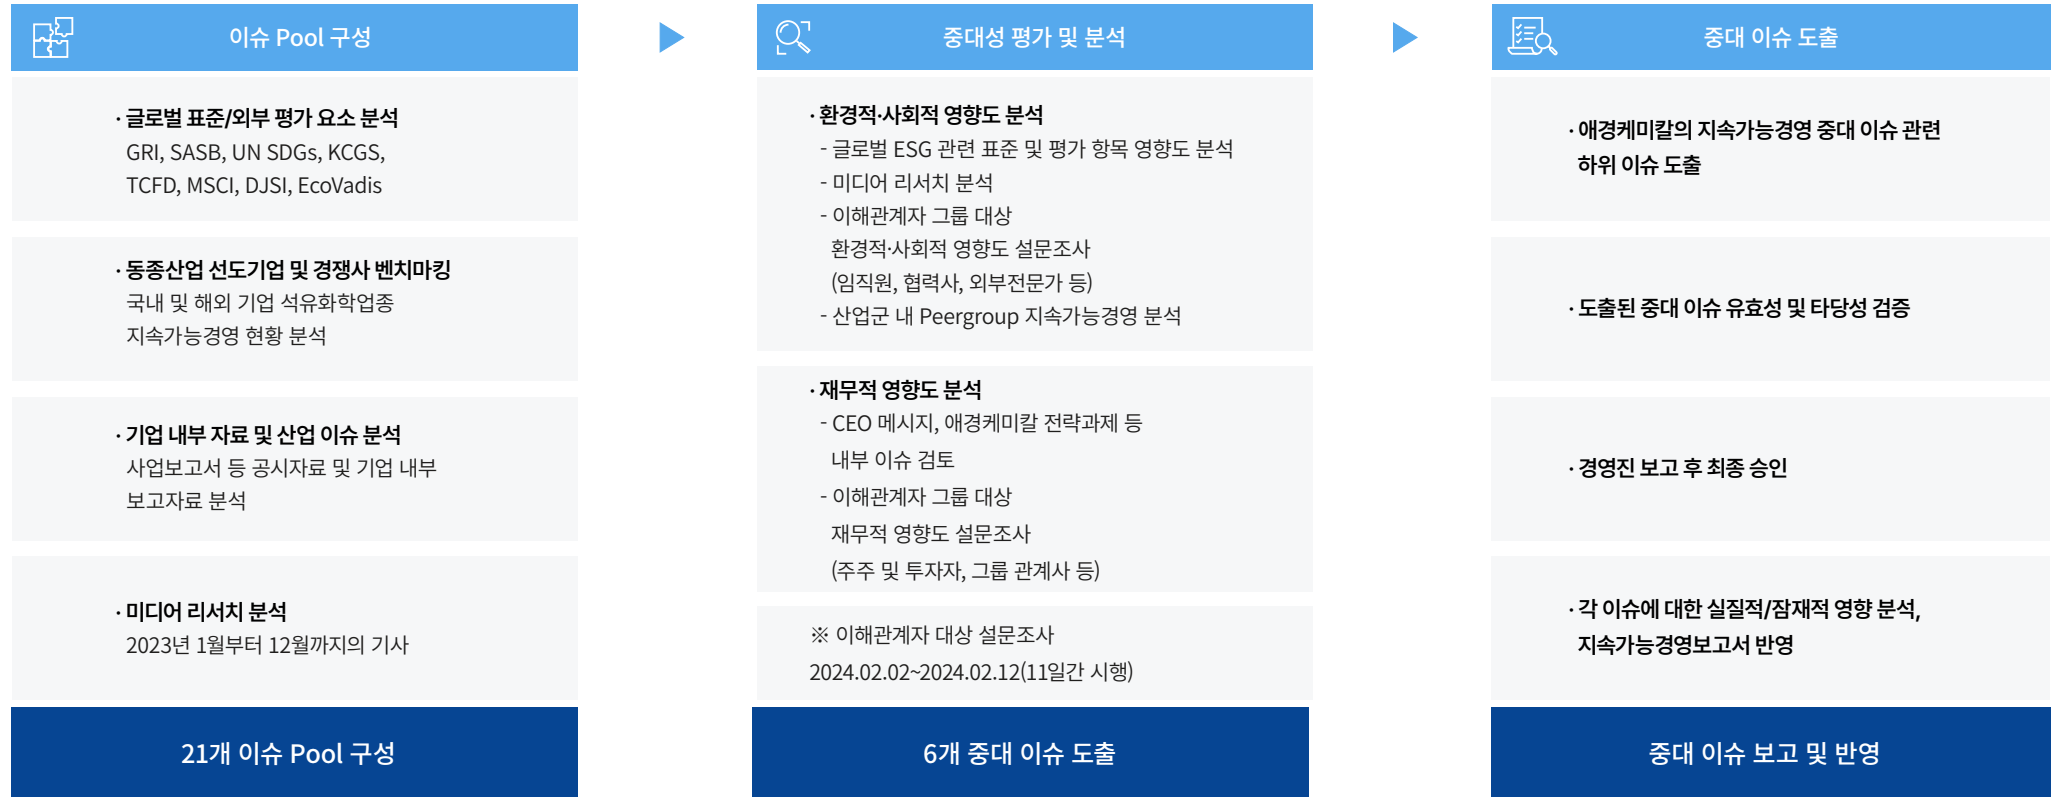 이슈 Pool 구성
· 글로벌 표준/외부 평가 요소 분석
GRI, SASB, UN SDGs, KCGS,
TCFD, MSCI, DJSI, EcoVadis
· 동종산업 선도기업 및 경쟁사 벤치마킹
국내 및 해외 기업 석유화학업종
지속가능경영 현황 분석
· 기업 내부 자료 및 산업 이슈 분석
사업보고서 등 공시자료 및 기업 내부
보고자료 분석
· 미디어 리서치 분석
2023년 1월부터 12월까지의 기사
21개 이슈 Pool 구성
중대성 평가 및 분석
· 환경적·사회적 영향도 분석
- 글로벌 ESG 관련 표준 및 평가 항목 영향도 분석
- 미디어 리서치 분석
- 이해관계자 그룹 대상
환경적·사회적 영향도 설문조사
(임직원, 협력사, 외부전문가 등)
- 산업군 내 Peergroup 지속가능경영 분석
· 재무적 영향도 분석
- CEO 메시지, 애경케미칼 전략과제 등
내부 이슈 검토
- 이해관계자 그룹 대상
재무적 영향도 설문조사
(주주 및 투자자, 그룹 관계사 등)
※ 이해관계자 대상 설문조사
2024.02.02~2024.02.12(11일간 시행)
6개 중대 이슈 도출
중대 이슈 도출
· 애경케미칼의 지속가능경영 중대 이슈 관련
하위 이슈 도출
· 도출된 중대 이슈 유효성 및 타당성 검증
· 경영진 보고 후 최종 승인
· 각 이슈에 대한 실질적/잠재적 영향 분석,
지속가능경영보고서 반영
중대 이슈 보고 및 반영